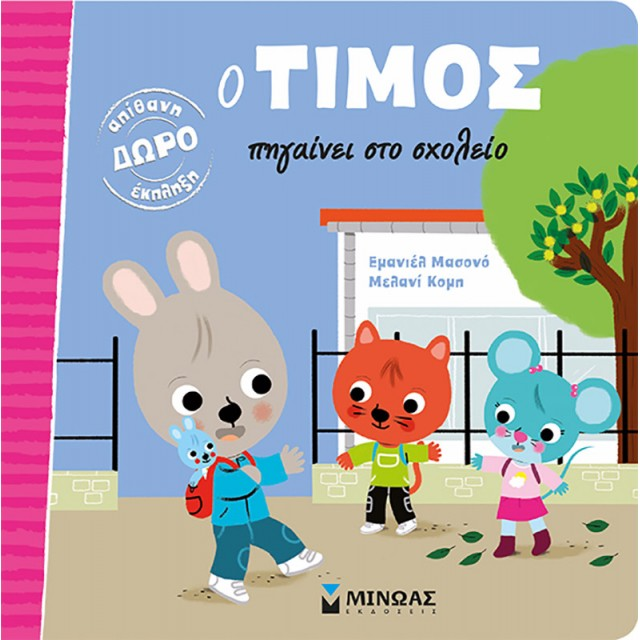 Ο ΤΙΜΟΣ
πηγαίνει στο σχολείο
απίθανη
ΔΩΡΟ
έκπληξη
Εμανιέλ Μασονό
Μελανί Κομπ
ΜΙΝΩΑΣ
ΕΚΔΟΣΕΙΣ